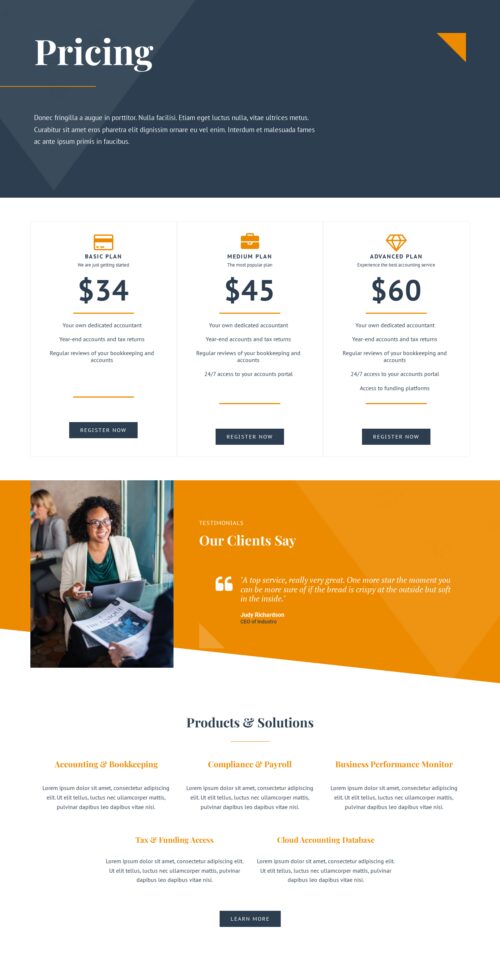 Pricing
Donec fringilla a augue in porttitor. Nulla facilisi. Etiam eget luctus nulla, vitae ultrices metus.
Curabitur sit amet eros pharetra elit dignissim ornare eu vel enim. Interdum et malesuada fames
ac ante ipsum primis in faucibus.
BASIC PLAN
We are just getting started
$34
Your own dedicated accountant
Year-end accounts and tax returns
Regular reviews of your bookkeeping and
accounts
REGISTER NOW
MEDIUM PLAN
The most popular plan
$45
Your own dedicated accountant
Year-end accounts and tax returns
Regular reviews of your bookkeeping and
accounts
24/7 access to your accounts portal
REGISTER NOW
ADVANCED PLAN
Experience the best accounting service
$60
Your own dedicated accountant
Year-end accounts and tax returns
Regular reviews of your bookkeeping and
accounts
24/7 access to your accounts portal
Access to funding platforms
REGISTER NOW
TESTIMONIALS
Our Clients Say
"A top service, really very great. One more star the moment you
can be more sure of if the bread is crispy at the outside but soft
in the inside."
Judy Richardson
CEO of Industro
Products & Solutions
Accounting & Bookkeeping
Lorem ipsum dolor sit amet, consectetur adipiscing
elit. Ut elit tellus, luctus nec ullamcorper mattis,
pulvinar dapibus leo dapibus vitae nisi.
Compliance & Payroll
Lorem ipsum dolor sit amet, consectetur adipiscing
elit. Ut elit tellus, luctus nec ullamcorper mattis,
pulvinar dapibus leo dapibus vitae nisi.
Business Performance Monitor
Lorem ipsum dolor sit amet, consectetur adipiscing
elit. Ut elit tellus, luctus nec ullamcorper mattis,
pulvinar dapibus leo dapibus vitae nisi.
Tax & Funding Access
Lorem ipsum dolor sit amet, consectetur adipiscing elit.
Ut elit tellus, luctus nec ullamcorper mattis, pulvinar
dapibus leo dapibus vitae nisi.
Cloud Accounting Database
Lorem ipsum dolor sit amet, consectetur adipiscing elit.
Ut elit tellus, luctus nec ullamcorper mattis, pulvinar
dapibus leo dapibus vitae nisi.
LEARN MORE